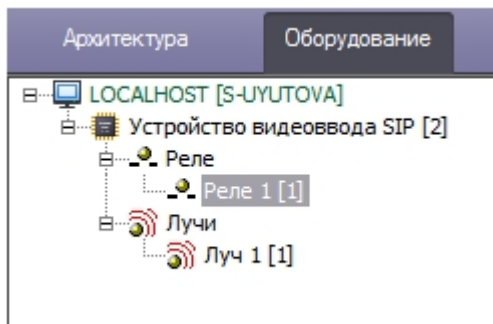 Архитектура Оборудование
LOCALHOST [S-UYUTOVA]
Устройство видеоввода SIP [2]
Реле
Реле 1 [1]
Лучи
Луч 1 [1]